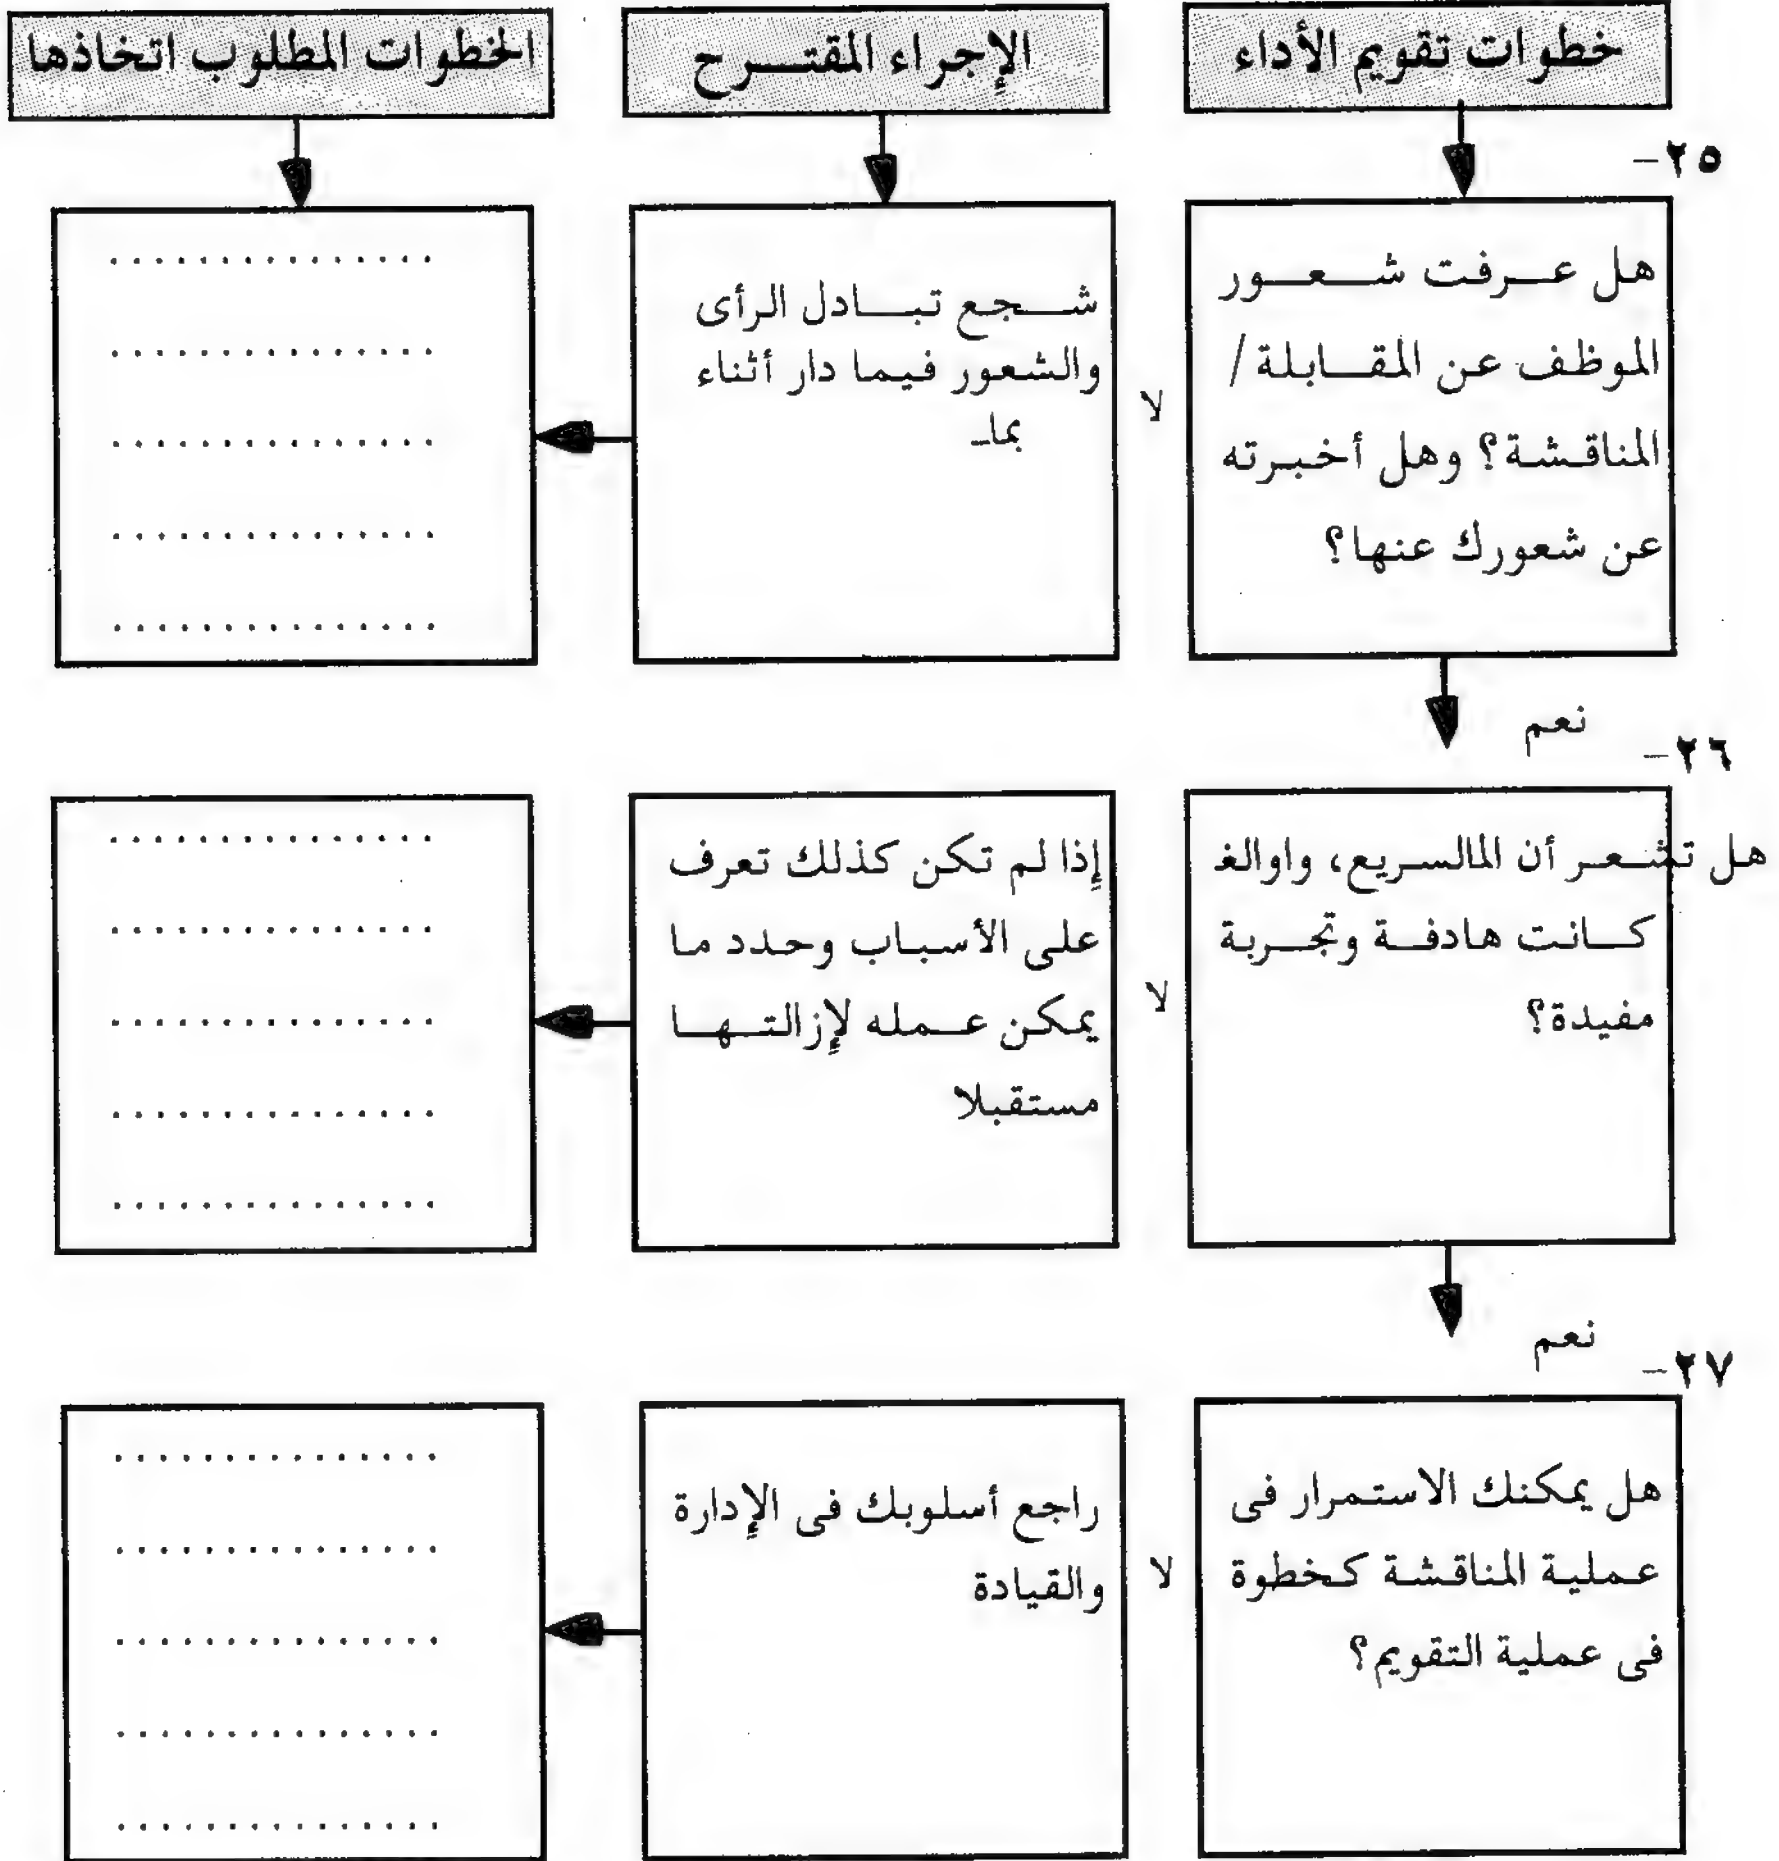 خطوات تقويم الأداء
الإجراء المقترح
الخطوات المطلوب اتخاذها
٢٥-
هل عرفت شعور
الموظف عن المقابلة/
المناقشة؟ وهل أخبرته
عن شعورك عنها؟
لا
شجع تبادل الرأى
والشعور فيما دار أثناء
بما
...............
...............
...............
...............
...............
نعم
٢٦-
هل تشعر أن المالسريع، واوالغ
كانت هادفة وتجربة
مفيدة؟
لا
إذا لم تكن كذلك تعرف
على الأسباب وحدد ما
يمكن عمله لإزالتها
مستقبلا
...............
...............
...............
...............
...............
نعم
٢٧-
هل يمكنك الاستمرار فى
عملية المناقشة كخطوة
فى عملية التقويم؟
لا
راجع أسلوبك فى الإدارة
والقيادة
...............
...............
...............
...............
...............